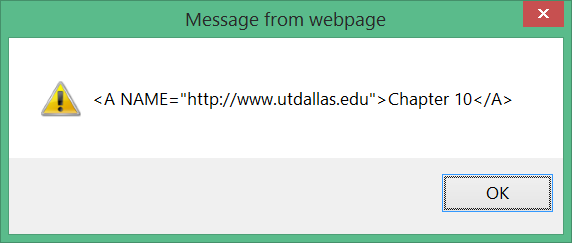 Message from webpage
<A NAME="http://www.utdallas.edu">Chapter 10</A>
OK